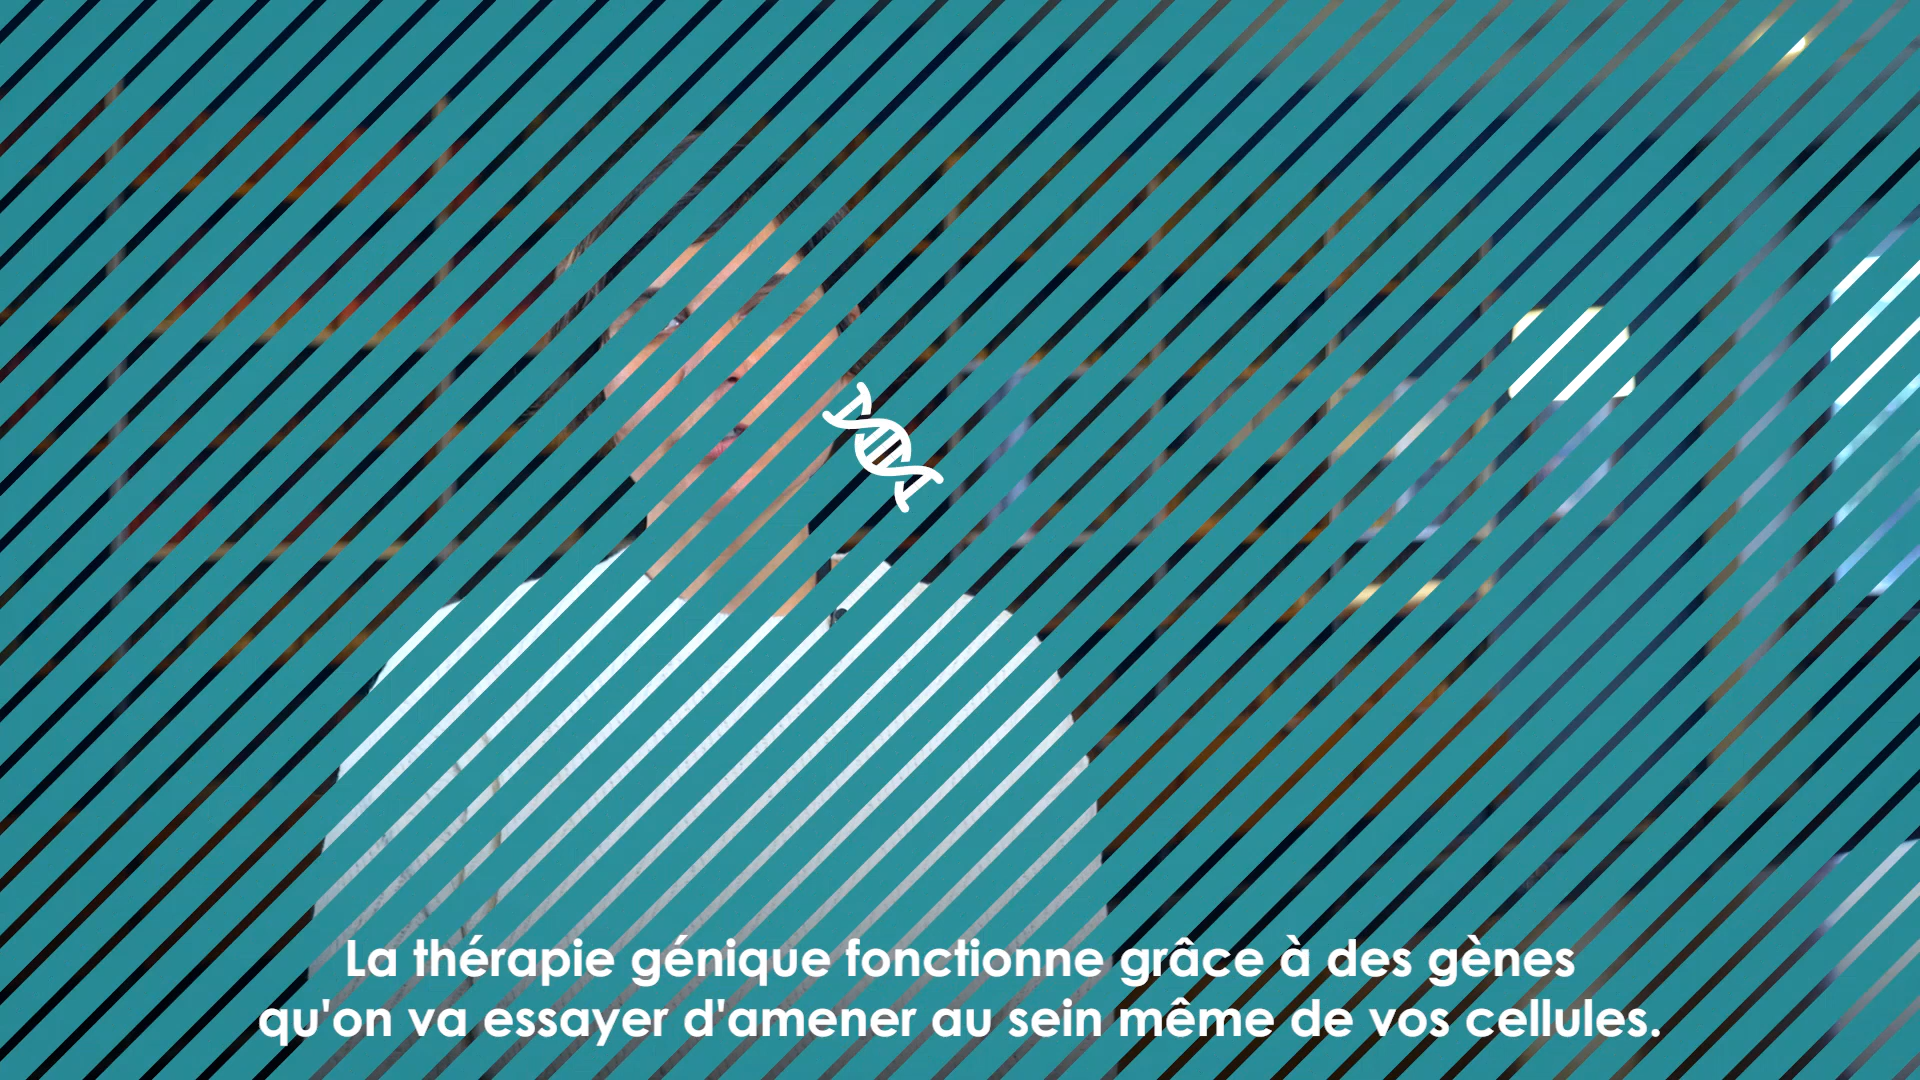 La thérapie génique fonctionne grâce à des gènes
qu'on va essayer d'amener au sein même de vos cellules.